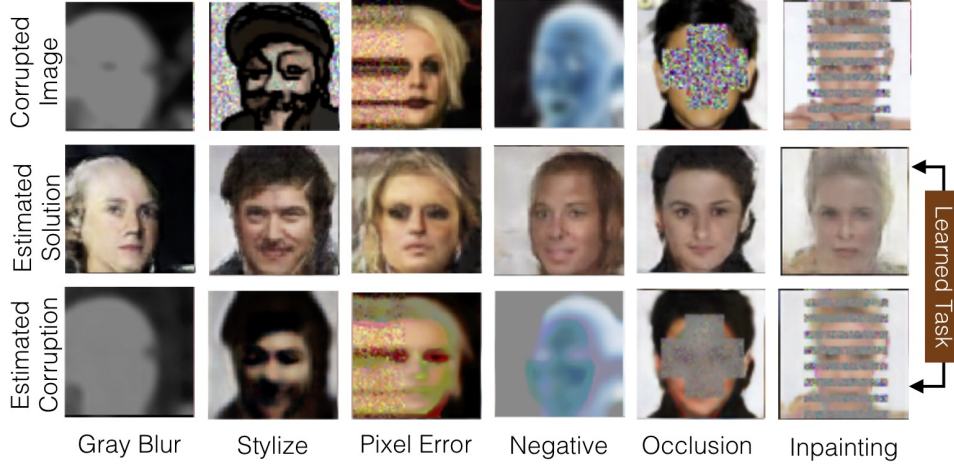 Corrupted
Image
Estimated
Solution
Estimated
Corruption
Learned Task
Gray Blur
Stylize
Pixel Error
Negative
Occlusion
Inpainting